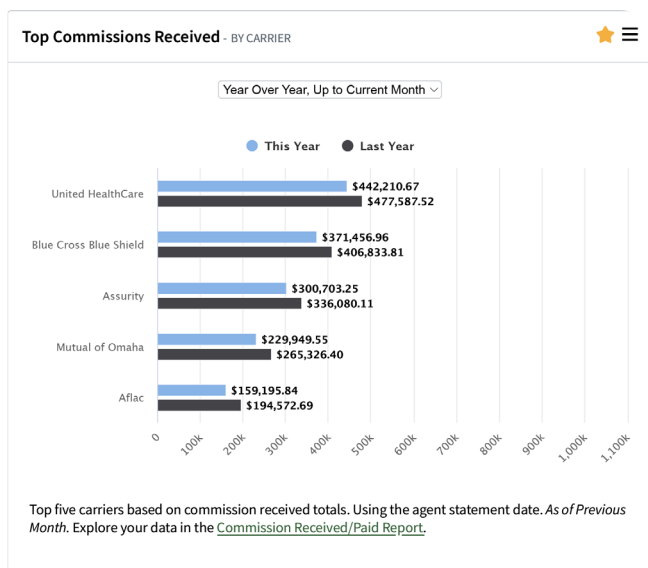 Top Commissions Received - BY CARRIER
Year Over Year, Up to Current Month
This Year Last Year
United HealthCare $442,210.67
$477,587.52
Blue Cross Blue Shield $371,456.96
$406,833.81
Assurity $300,703.25
$336,080.11
Mutual of Omaha $229,949.55
$265,326.40
Aflac $159,195.84
$194,572.69
0 100k 200k 300k 400k 500k 600k 700k 800k 900k 1,000k 1,100k
Top five carriers based on commission received totals. Using the agent statement date. As of Previous
Month. Explore your data in the Commission Received/Paid Report.